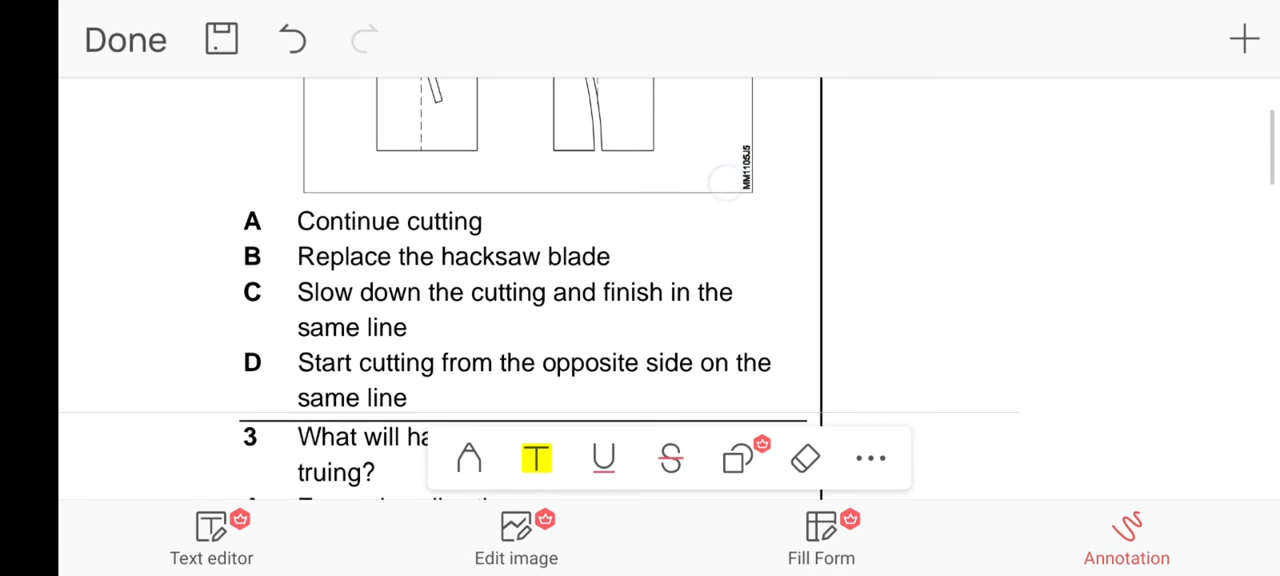 Done
MM1105J5
A Continue cutting
B Replace the hacksaw blade
C Slow down the cutting and finish in the
same line
D Start cutting from the opposite side on the
same line
3 What will ha
truing?
T U S
Text editor Edit image Fill Form Annotation